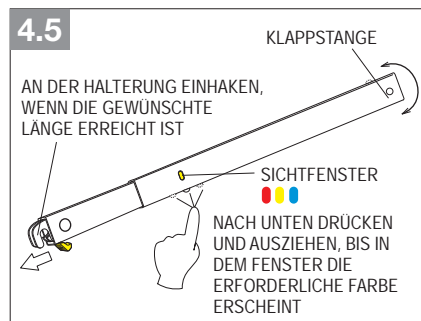 4.5
KLAPPSTANGE
AN DER HALTERUNG EINHAKEN,
WENN DIE GEWÜNSCHTE
LÄNGE ERREICHT IST
SICHTFENSTER
NACH UNTEN DRÜCKEN
UND AUSZIEHEN, BIS IN
DEM FENSTER DIE
ERFORDERLICHE FARBE
ERSCHEINT